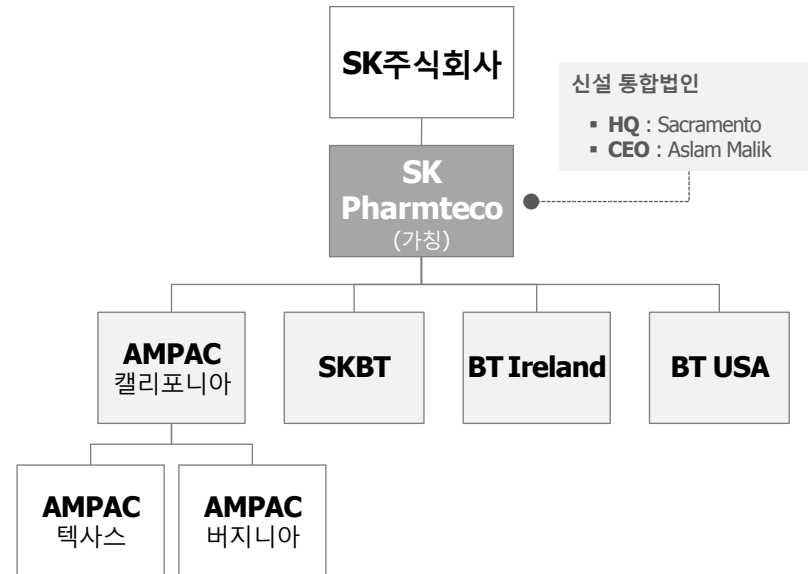 SK주식회사
신설 통합법인
▪ HQ : Sacramento
▪ CEO : Aslam Malik
SK
Pharmteco
(가칭)
AMPAC
캘리포니아
SKBT
BT Ireland
BT USA
AMPAC
텍사스
AMPAC
버지니아